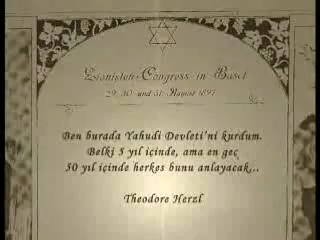 Zionisten-Congress in Basel
29. 30. und 31. August 1897.
Ben burada Yahudi Devleti'ni kurdum.
Belki 5 yıl içinde, ama en geç
50 yıl içinde herkes bunu anlayacak...
Theodore Herzl